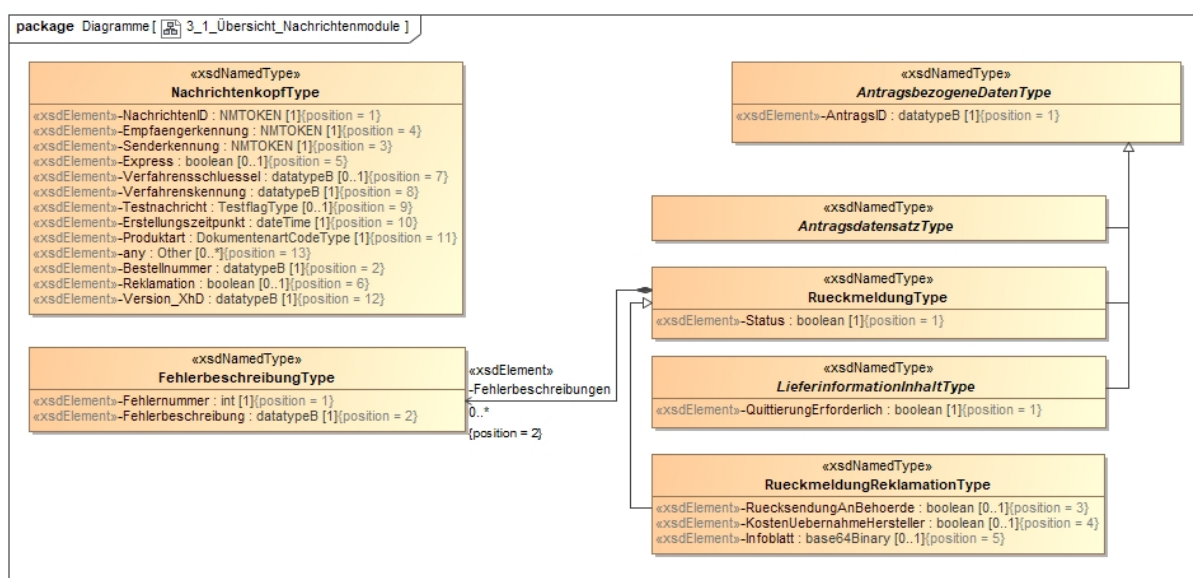 package Diagramme [ 3_1_Übersicht_Nachrichtenmodule ]
«xsdNamedType»
NachrichtenkopfType
«xsdElement»-NachrichtenID : NMTOKEN [1]{position = 1}
«xsdElement»-Empfaengerkennung : NMTOKEN [1]{position = 4}
«xsdElement»-Senderkennung : NMTOKEN [1]{position = 3}
«xsdElement»-Express : boolean [0..1]{position = 5}
«xsdElement»-Verfahrensschluessel : datatypeB [0..1]{position = 7}
«xsdElement»-Verfahrenskennung : datatypeB [1]{position = 8}
«xsdElement»-Testnachricht : TestflagType [0..1]{position = 9}
«xsdElement»-Erstellungszeitpunkt : dateTime [1]{position = 10}
«xsdElement»-Produktart : DokumentenartCodeType [1]{position = 11}
«xsdElement»-any : Other [0..*]{position = 13}
«xsdElement»-Bestellnummer : datatypeB [1]{position = 2}
«xsdElement»-Reklamation : boolean [0..1]{position = 6}
«xsdElement»-Version_XhD : datatypeB [1]{position = 12}
«xsdNamedType»
AntragsbezogeneDatenType
«xsdElement»-AntragsID : datatypeB [1]{position = 1}
«xsdNamedType»
AntragsdatensatzType
«xsdNamedType»
RueckmeldungType
«xsdElement»-Status : boolean [1]{position = 1}
«xsdNamedType»
FehlerbeschreibungType
«xsdElement»-Fehlernummer : int [1]{position = 1}
«xsdElement»-Fehlerbeschreibung : datatypeB [1]{position = 2}
«xsdElement»
-Fehlerbeschreibungen
0..*
{position = 2}
«xsdNamedType»
LieferinformationInhaltType
«xsdElement»-QuittierungErforderlich : boolean [1]{position = 1}
«xsdNamedType»
RueckmeldungReklamationType
«xsdElement»-RuecksendungAnBehoerde : boolean [0..1]{position = 3}
«xsdElement»-KostenUebernahmeHersteller : boolean [0..1]{position = 4}
«xsdElement»-Infoblatt : base64Binary [0..1]{position = 5}